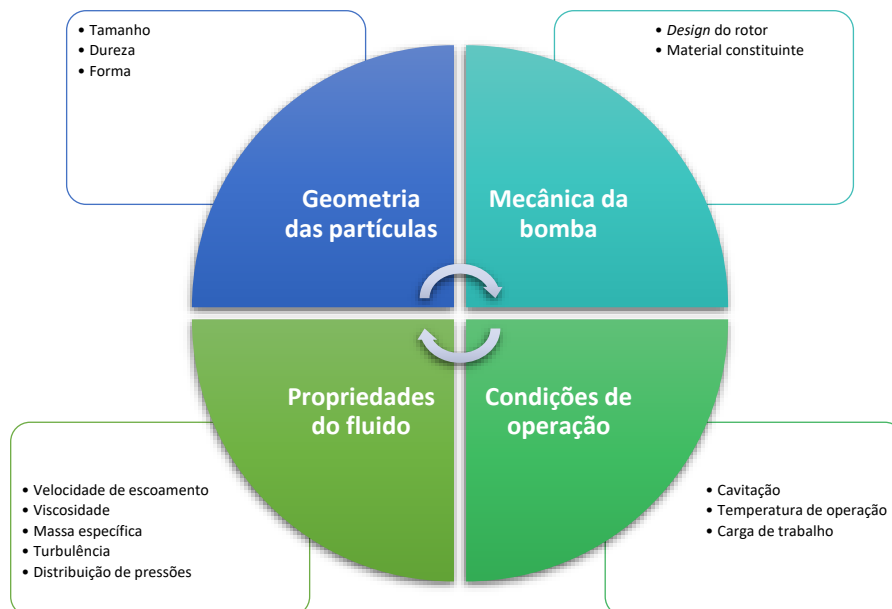 • Tamanho
• Dureza
• Forma
• Design do rotor
• Material constituinte
Geometria
das partículas
Mecânica da
bomba
Propriedades
do fluido
Condições de
operação
• Velocidade de escoamento
• Viscosidade
• Massa específica
• Turbulência
• Distribuição de pressões
• Cavitação
• Temperatura de operação
• Carga de trabalho